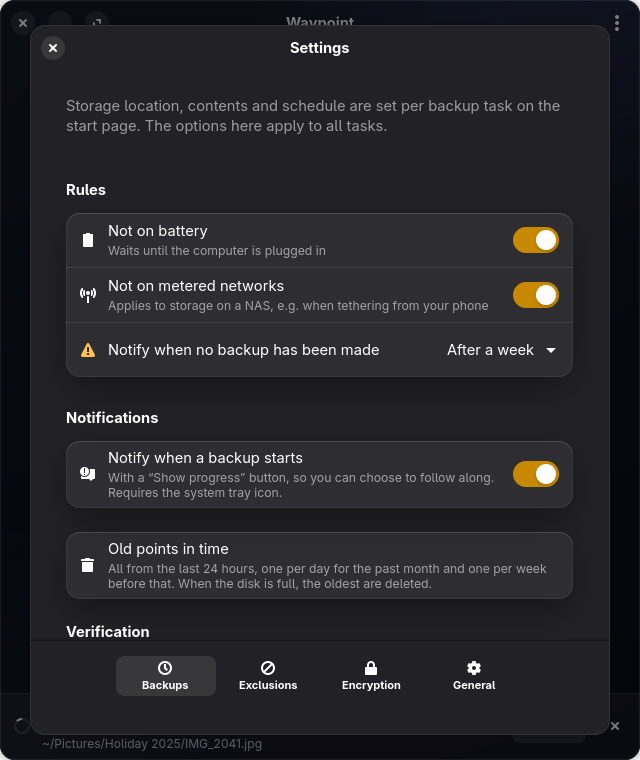 Waypoint
Settings
Storage location, contents and schedule are set per backup task on the
start page. The options here apply to all tasks.
Rules
Not on battery
Waits until the computer is plugged in
Not on metered networks
Applies to storage on a NAS, e.g. when tethering from your phone
Notify when no backup has been made
After a week
Notifications
Notify when a backup starts
With a “Show progress” button, so you can choose to follow along.
Requires the system tray icon.
Old points in time
All from the last 24 hours, one per day for the past month and one per week
before that. When the disk is full, the oldest are deleted.
Verification
Backups
Exclusions
Encryption
General
~/Pictures/Holiday 2025/IMG_2041.jpg